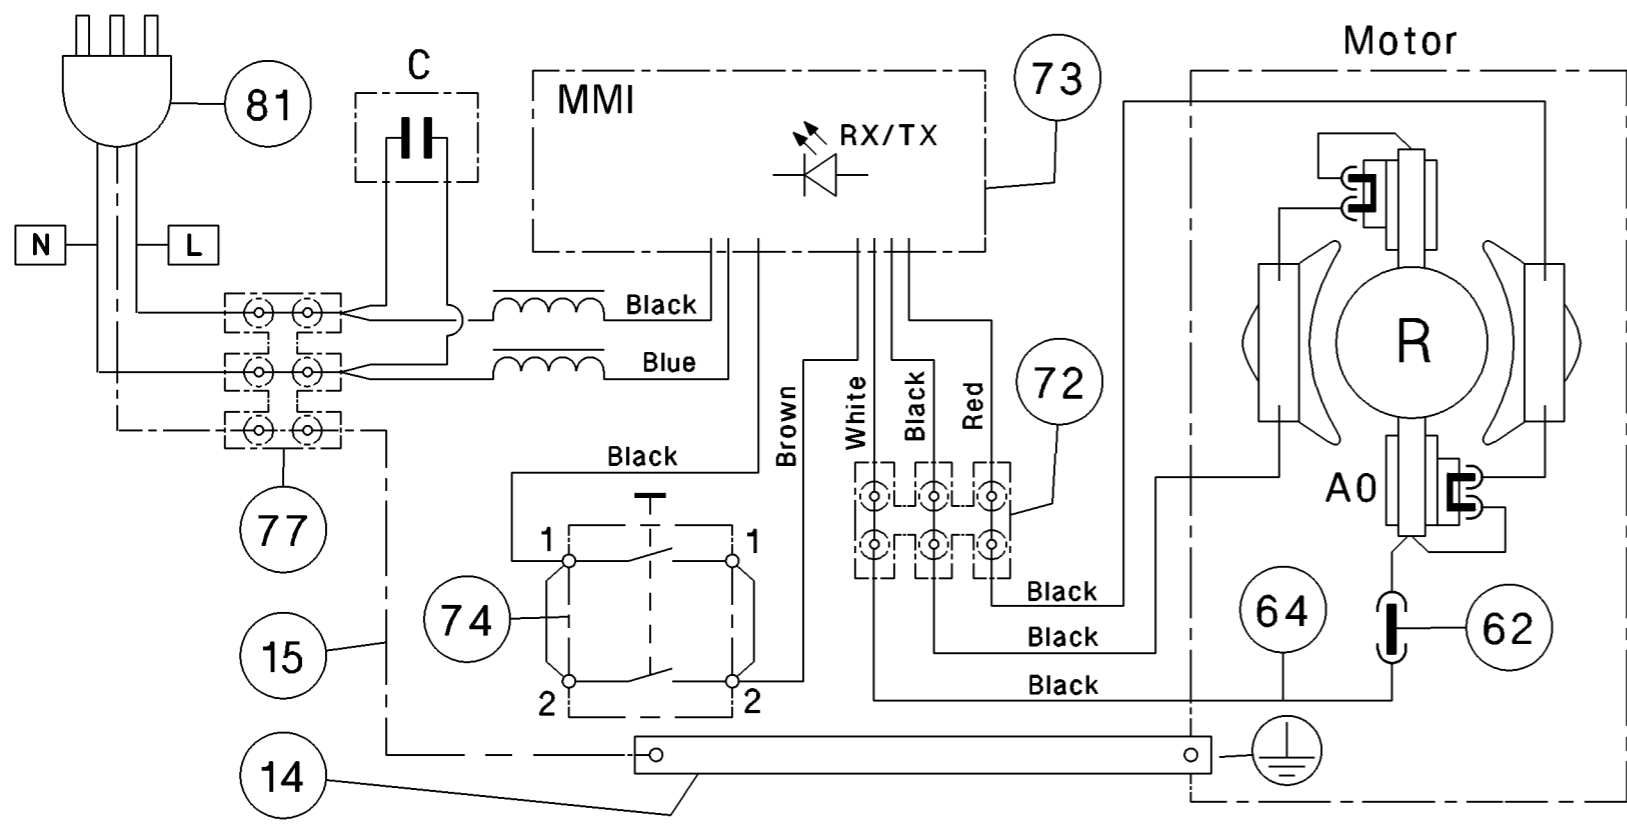 Motor
C
MMI
73
81
RX/TX
N
L
Black
Blue
R
72
Brown
White
Black
Red
Black
A0
77
1
1
74
Black
64
62
15
Black
2
2
Black
14